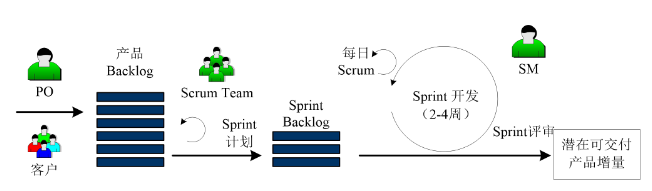 PO
客户
产品
Backlog
Scrum Team
Sprint
计划
Sprint
Backlog
每日
Scrum
Sprint 开发
（2-4周）
SM
Sprint评审
潜在可交付
产品增量